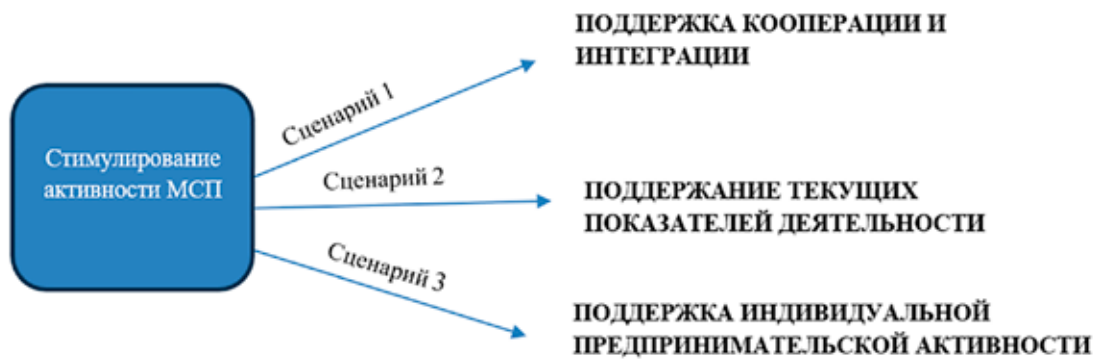 Стимулирование
активности МСП
Сценарий 1
ПОДДЕРЖКА КООПЕРАЦИИ И
ИНТЕГРАЦИИ
Сценарий 2
ПОДДЕРЖАНИЕ ТЕКУЩИХ
ПОКАЗАТЕЛЕЙ ДЕЯТЕЛЬНОСТИ
Сценарий 3
ПОДДЕРЖКА ИНДИВИДУАЛЬНОЙ
ПРЕДПРИНИМАТЕЛЬСКОЙ АКТИВНОСТИ